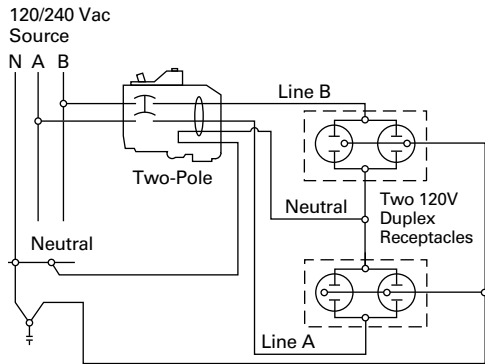 120/240 Vac
Source
N A B
Line B
Two-Pole
Neutral
Two 120V
Duplex
Receptacles
Neutral
Line A